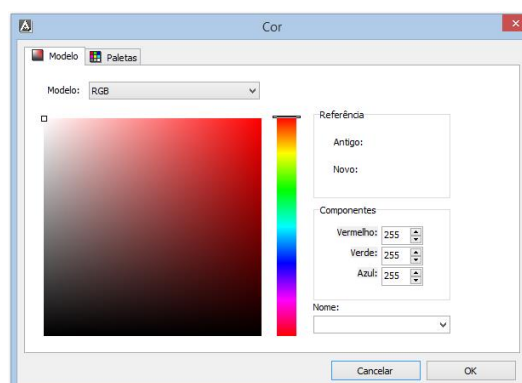 Cor
Modelo Paletas
Modelo: RGB
Referência
Antigo:
Novo:
Componentes
Vermelho: 255
Verde: 255
Azul: 255
Nome:
Cancelar OK